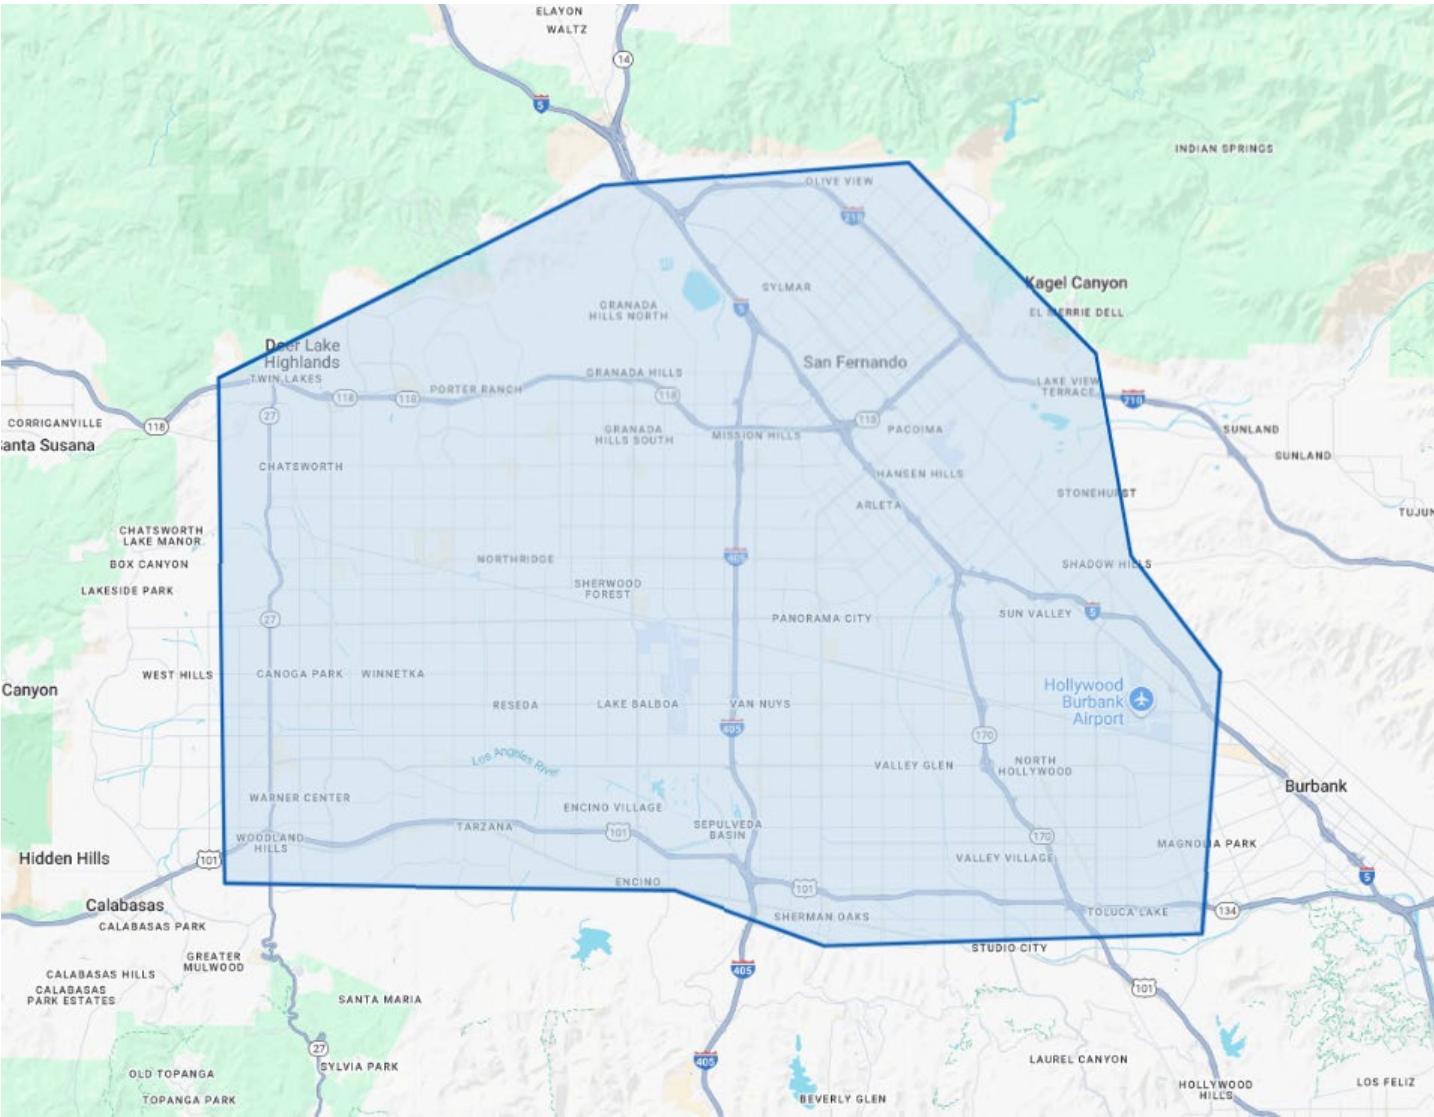 ELAYON
WALTZ
14
5
INDIAN SPRINGS
OLIVE VIEW
210
Kagel Canyon
SYLMAR
GRANADA
HILLS NORTH
5
EL MERRIE DELL
Deer Lake
Highlands
San Fernando
TWIN LAKES
GRANADA HILLS
PORTER RANCH
LAKE VIEW
TERRACE
118
118
118
210
27
118
118
CORRIGANVILLE
PACOIMA
SUNLAND
GRANADA
HILLS SOUTH
MISSION HILLS
anta Susana
SUNLAND
CHATSWORTH
HANSEN HILLS
STONEHURST
ARLETA
TUJUN
CHATSWORTH
LAKE MANOR
BOX CANYON
NORTHRIDGE
405
SHADOW HILLS
LAKESIDE PARK
SHERWOOD
FOREST
27
PANORAMA CITY
SUN VALLEY
5
WEST HILLS
CANOGA PARK
WINNETKA
Canyon
Hollywood
Burbank
Airport
RESEDA
LAKE BALBOA
VAN NUYS
405
170
Los Angeles River
VALLEY GLEN
NORTH
HOLLYWOOD
Burbank
WARNER CENTER
ENCINO VILLAGE
TARZANA
101
SEPULVEDA
BASIN
170
WOODLAND
HILLS
MAGNOLIA PARK
Hidden Hills
101
VALLEY VILLAGE
5
ENCINO
101
Calabasas
SHERMAN OAKS
TOLUCA LAKE
134
CALABASAS PARK
STUDIO CITY
GREATER
MULWOOD
405
CALABASAS HILLS
CALABASAS
PARK ESTATES
101
SANTA MARIA
27
405
LAUREL CANYON
SYLVIA PARK
OLD TOPANGA
HOLLYWOOD
HILLS
LOS FELIZ
TOPANGA PARK
BEVERLY GLEN